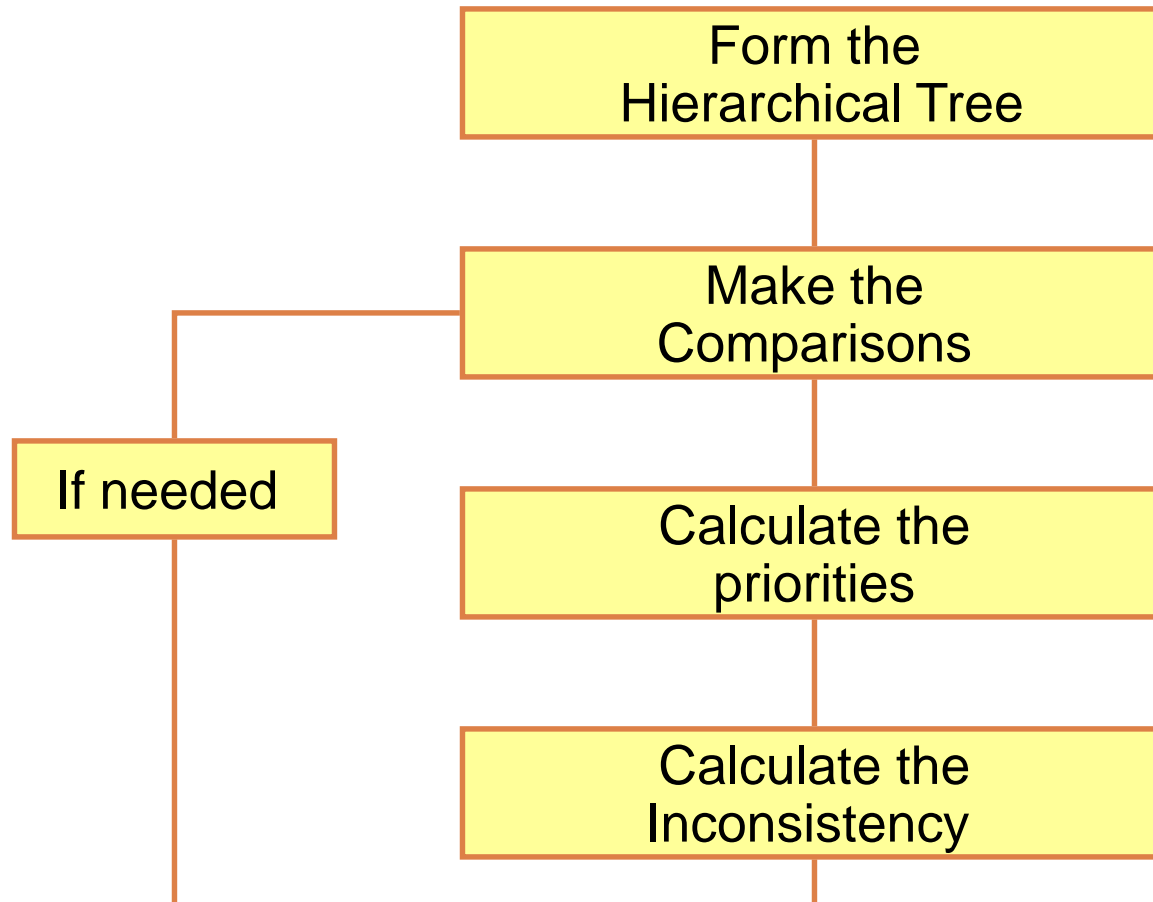 Form the
Hierarchical Tree
Make the
Comparisons
If needed
Calculate the
priorities
Calculate the
Inconsistency